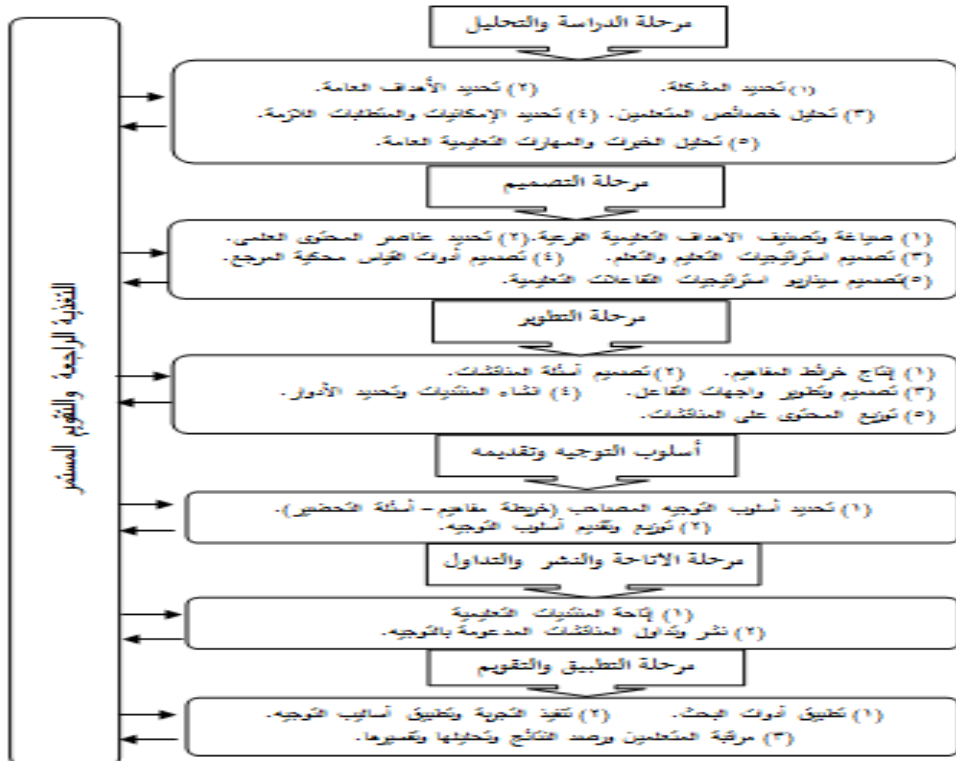 مرحلة الدراسة والتحليل
(١) تحديد المشكلة. (٢) تحديد الأهداف العامة.
(٣) تحليل خصائص المتعلمين. (٤) تحديد الإمكانيات والمتطلبات اللازمة.
(٥) تحليل الخبرات والمهارات التعليمية العامة.
مرحلة التصميم
(١) صياغة وتصنيف الاهداف التعليمية الفرعية. (٢) تحديد عناصر المحتوى العلمي.
(٣) تصميم استراتيجيات التعليم والتعلم. (٤) تصميم أدوات القياس محكية المرجع.
(٥) تصميم سيناريو استراتيجيات التفاعلات التعليمية.
مرحلة التطوير
(١) إنتاج خرائط المفاهيم. (٢) تصميم أسئلة المناقشات.
(٣) تصميم وتطوير واجهات التفاعل. (٤) انشاء المنتديات وتحديد الأدوار.
(٥) توزيع المحتوى على المناقشات.
أسلوب التوجيه وتقديمه
(١) تحديد أسلوب التوجيه المصاحب (خريطة مفاهيم – أسئلة التحضير).
(٢) توزيع وتقديم أسلوب التوجيه.
مرحلة الاتاحة والنشر والتداول
(١) إتاحة المنتديات التعليمية
(٢) نشر وتداول المناقشات المدعومة بالتوجيه.
مرحلة التطبيق والتقويم
(١) تطبيق أدوات البحث. (٢) تنفيذ التجربة وتطبيق أساليب التوجيه.
(٣) مراقبة المتعلمين ورصد النتائج وتحليلها وتفسيرها.
التغذية الراجعة والتقويم المستمر